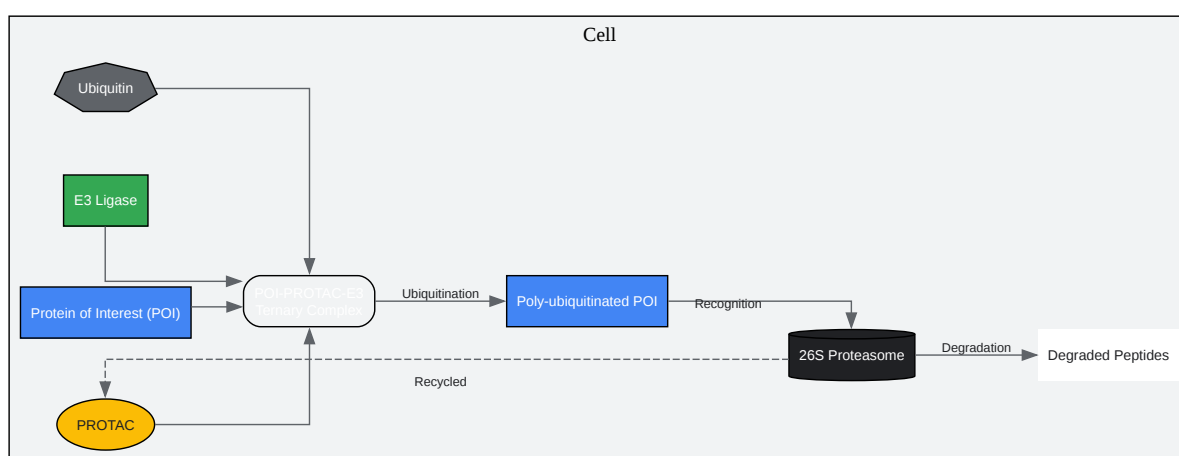 Cell
Ubiquitin
E3 Ligase
Protein of Interest (POI)
POI-PROTAC-E3
Ternary Complex
Ubiquitination
Poly-ubiquitinated POI
Recognition
26S Proteasome
Degradation
Degraded Peptides
Recycled
PROTAC